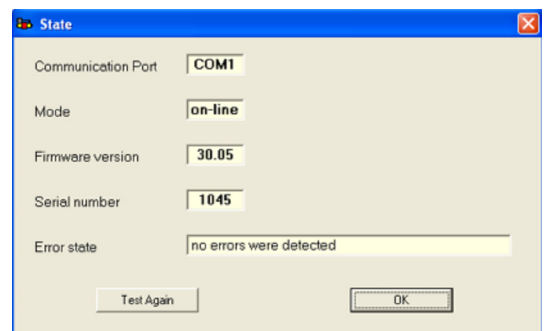 State
Communication Port COM1
Mode on-line
Firmware version 30.05
Serial number 1045
Error state no errors were detected
Test Again OK